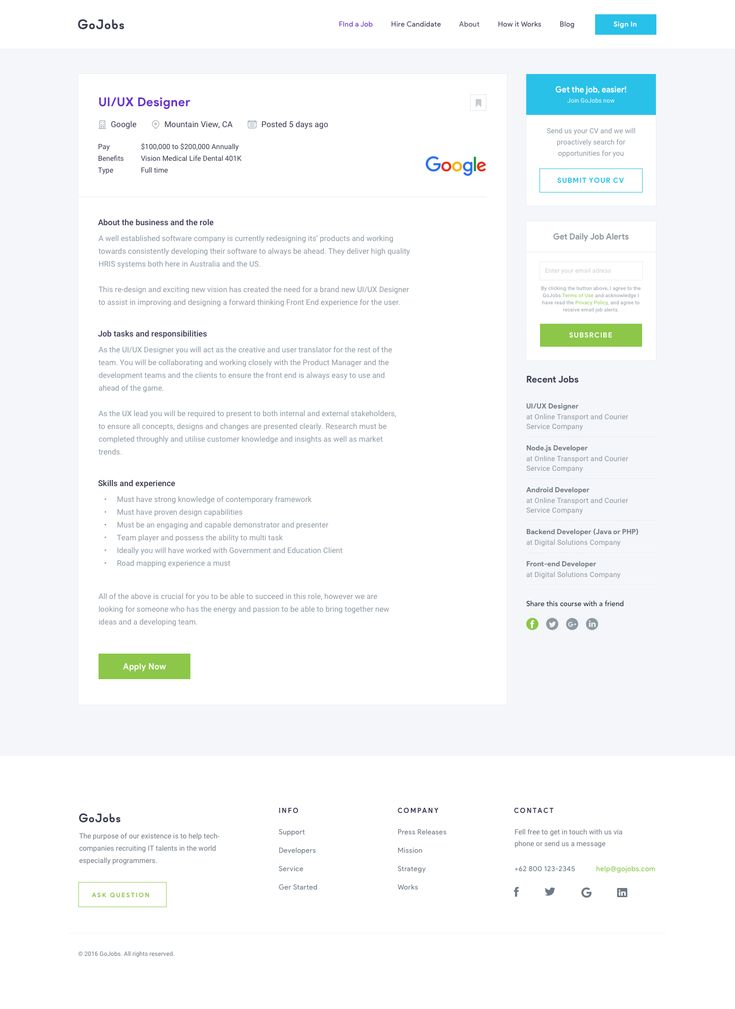 GoJobs
FInd a Job
Hire Candidate
About
How it Works
Blog
Sign In
UI/UX Designer
Google
Mountain View, CA
Posted 5 days ago
Pay $100,000 to $200,000 Annually
Benefits Vision Medical Life Dental 401K
Type Full time
Google
About the business and the role
A well established software company is currently redesigning its' products and working
towards consistently developing their software to always be ahead. They deliver high quality
HRIS systems both here in Australia and the US.
This re-design and exciting new vision has created the need for a brand new UI/UX Designer
to assist in improving and designing a forward thinking Front End experience for the user.
Job tasks and responsibilities
As the UI/UX Designer you will act as the creative and user translator for the rest of the
team. You will be collaborating and working closely with the Product Manager and the
development teams and the clients to ensure the front end is always easy to use and
ahead of the game.
As the UX lead you will be required to present to both internal and external stakeholders,
to ensure all concepts, designs and changes are presented clearly. Research must be
completed throughly and utilise customer knowledge and insights as well as market
trends.
Skills and experience
• Must have strong knowledge of contemporary framework
• Must have proven design capabilities
• Must be an engaging and capable demonstrator and presenter
• Team player and possess the ability to multi task
• Ideally you will have worked with Government and Education Client
• Road mapping experience a must
All of the above is crucial for you to be able to succeed in this role, however we are
looking for someone who has the energy and passion to be able to bring together new
ideas and a developing team.
Apply Now
Get the job, easier!
Join GoJobs now
Send us your CV and we will
proactively search for
opportunities for you
SUBMIT YOUR CV
Get Daily Job Alerts
Enter your email adress
By clicking the button above, I agree to the
GoJobs Terms of Use and acknowledge I
have read the Privacy Policy, and agree to
receive email job alerts.
SUBSRCIBE
Recent Jobs
UI/UX Designer
at Online Transport and Courier
Service Company
Node.js Developer
at Online Transport and Courier
Service Company
Android Developer
at Online Transport and Courier
Service Company
Backend Developer (Java or PHP)
at Digital Solutions Company
Front-end Developer
at Digital Solutions Company
Share this course with a friend
GoJobs
The purpose of our existence is to help tech-
companies recruiting IT talents in the world
especially programmers.
ASK QUESTION
INFO
Support
Developers
Service
Ger Started
COMPANY
Press Releases
Mission
Strategy
Works
CONTACT
Fell free to get in touch with us via
phone or send us a message
+62 800 123-2345
help@gojobs.com
© 2016 GoJobs. All rights reserved.